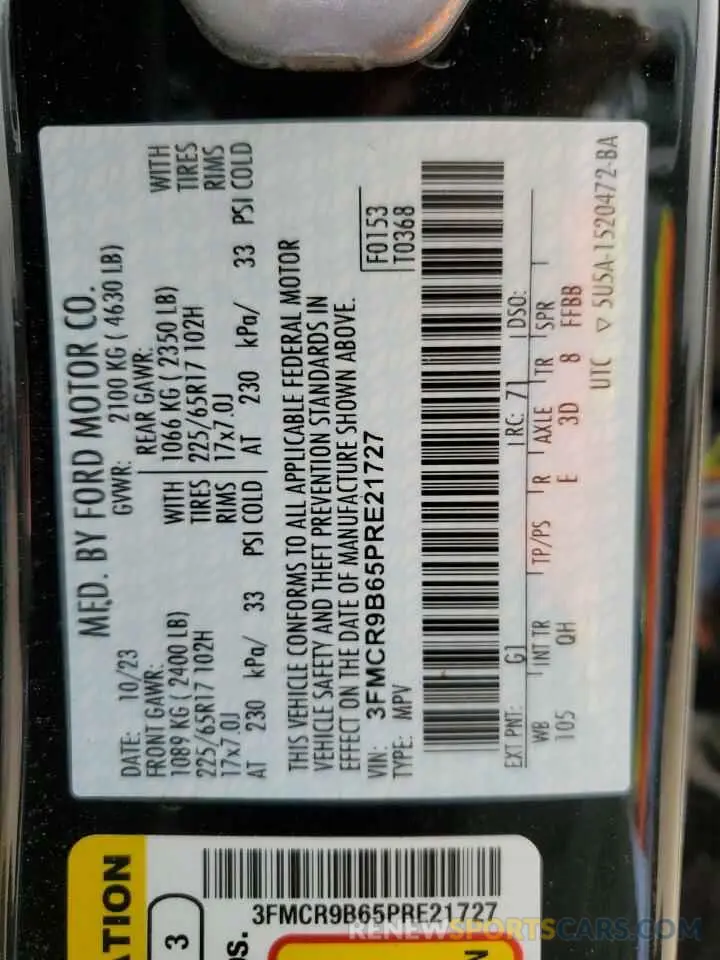 MFD. BY FORD MOTOR CO.
DATE: 10/23
GVWR: 2100 KG ( 4630 LB)
FRONT GAWR:
1089 KG ( 2400 LB) WITH
225/65R17 102H TIRES
17x7.0J RIMS
AT 230 kPa/ 33 PSI COLD
REAR GAWR:
1066 KG ( 2350 LB) WITH
225/65R17 102H TIRES
17x7.0J RIMS
AT 230 kPa/ 33 PSI COLD
THIS VEHICLE CONFORMS TO ALL APPLICABLE FEDERAL MOTOR
VEHICLE SAFETY AND THEFT PREVENTION STANDARDS IN
EFFECT ON THE DATE OF MANUFACTURE SHOWN ABOVE.
VIN: 3FMCR9B65PRE21727
TYPE: MPV
F0153
T0368
EXT PNT: G1 RC: 71 DSO:
WB INT TR TP/PS R AXLE TR SPR
105 QH E 3D 8 FFBB
UTC ▽ 5U5A-1520472-BA
ATION
3
OS.
3FMCR9B65PRE21727
N
RENEWSPORTSCARS.COM